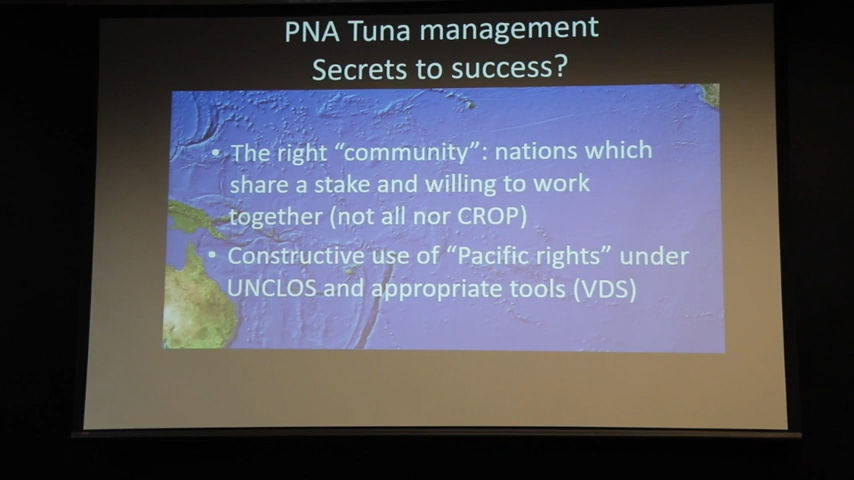 PNA Tuna management
Secrets to success?
• The right “community”: nations which
share a stake and willing to work
together (not all nor CROP)
• Constructive use of “Pacific rights” under
UNCLOS and appropriate tools (VDS)